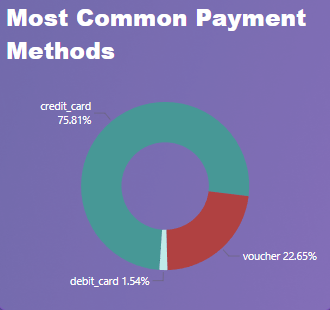 Most Common Payment
Methods
credit_card
75.81%
voucher 22.65%
debit_card 1.54%